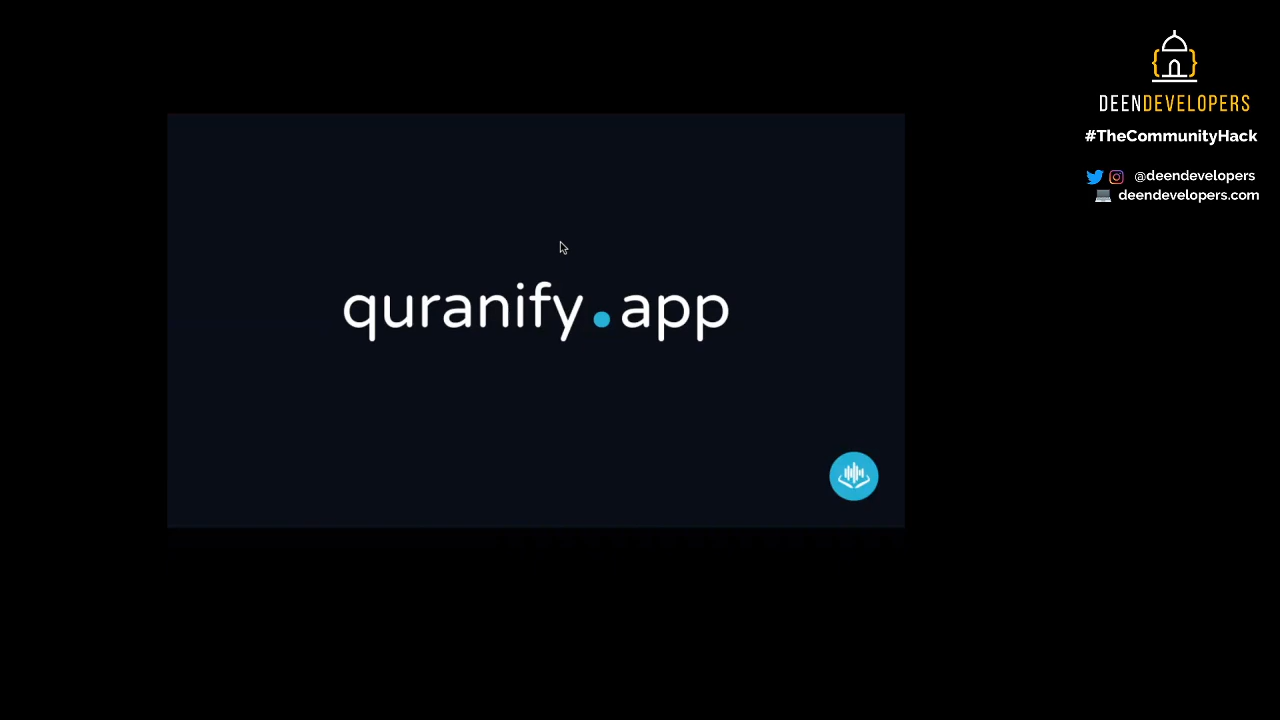 quranify.app
DEENDEVELOPERS
#TheCommunityHack
@deendevelopers
deendevelopers.com